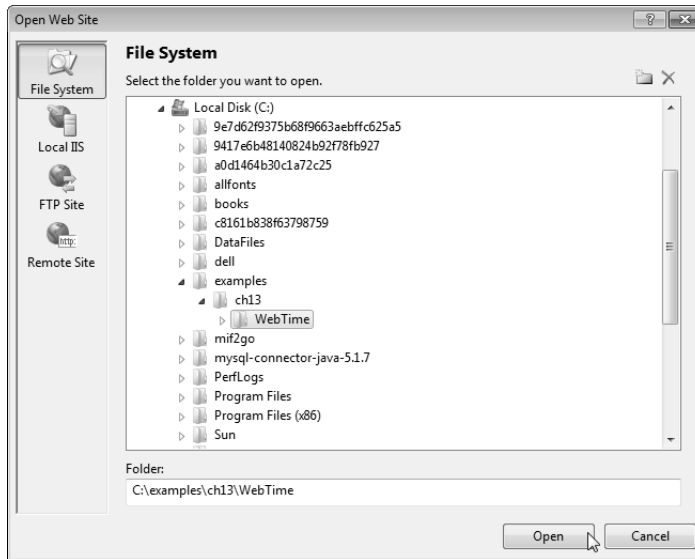 Open Web Site
File System
Local IIS
FTP Site
http:
Remote Site
File System
Select the folder you want to open.
Local Disk (C:)
9e7d62f9375b68f9663aebffc625a5
9417e6b48140824b92f78fb927
a0d1464b30c1a72c25
allfonts
books
c8161b838f63798759
DataFiles
dell
examples
ch13
WebTime
mif2go
mysql-connector-java-5.1.7
PerfLogs
Program Files
Program Files (x86)
Sun
Folder:
C:\examples\ch13\WebTime
Open
Cancel